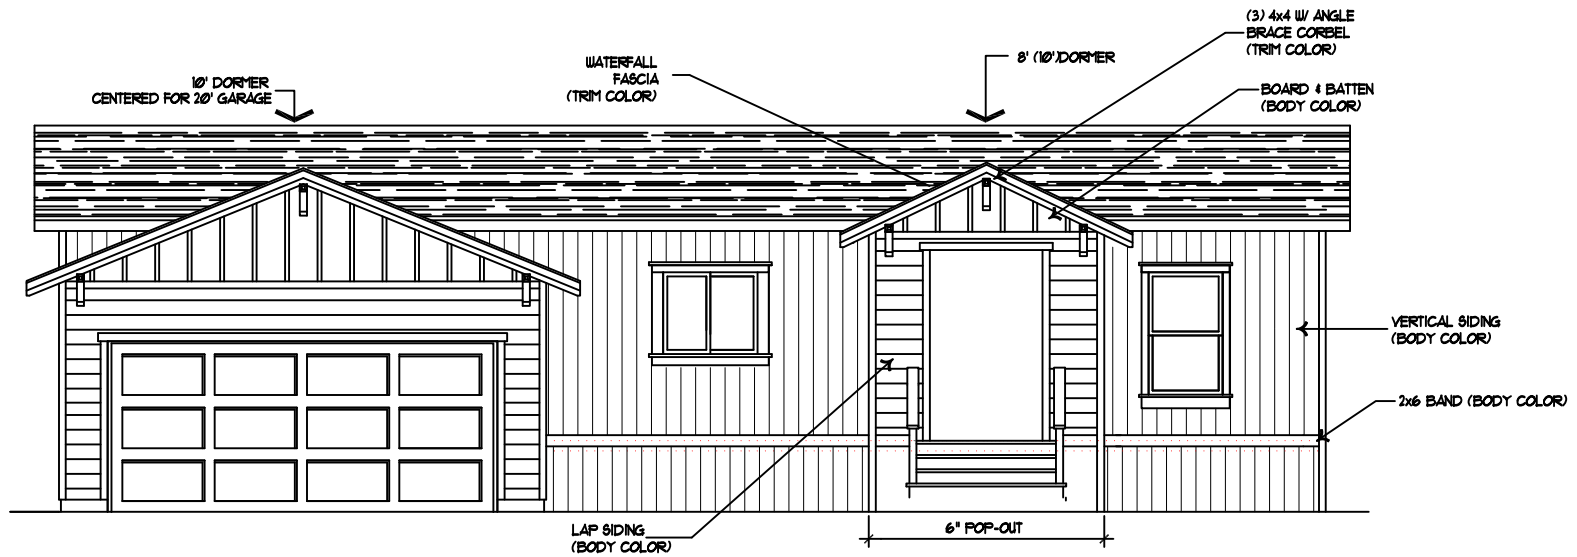 (3) 4x4 W/ ANGLE
BRACE CORBEL
(TRIM COLOR)
WATERFALL
FASCIA
(TRIM COLOR)
8' (10')DORMER
10' DORMER
CENTERED FOR 20' GARAGE
BOARD & BATTEN
(BODY COLOR)
VERTICAL SIDING
(BODY COLOR)
2x6 BAND (BODY COLOR)
LAP SIDING
(BODY COLOR)
6" POP-OUT